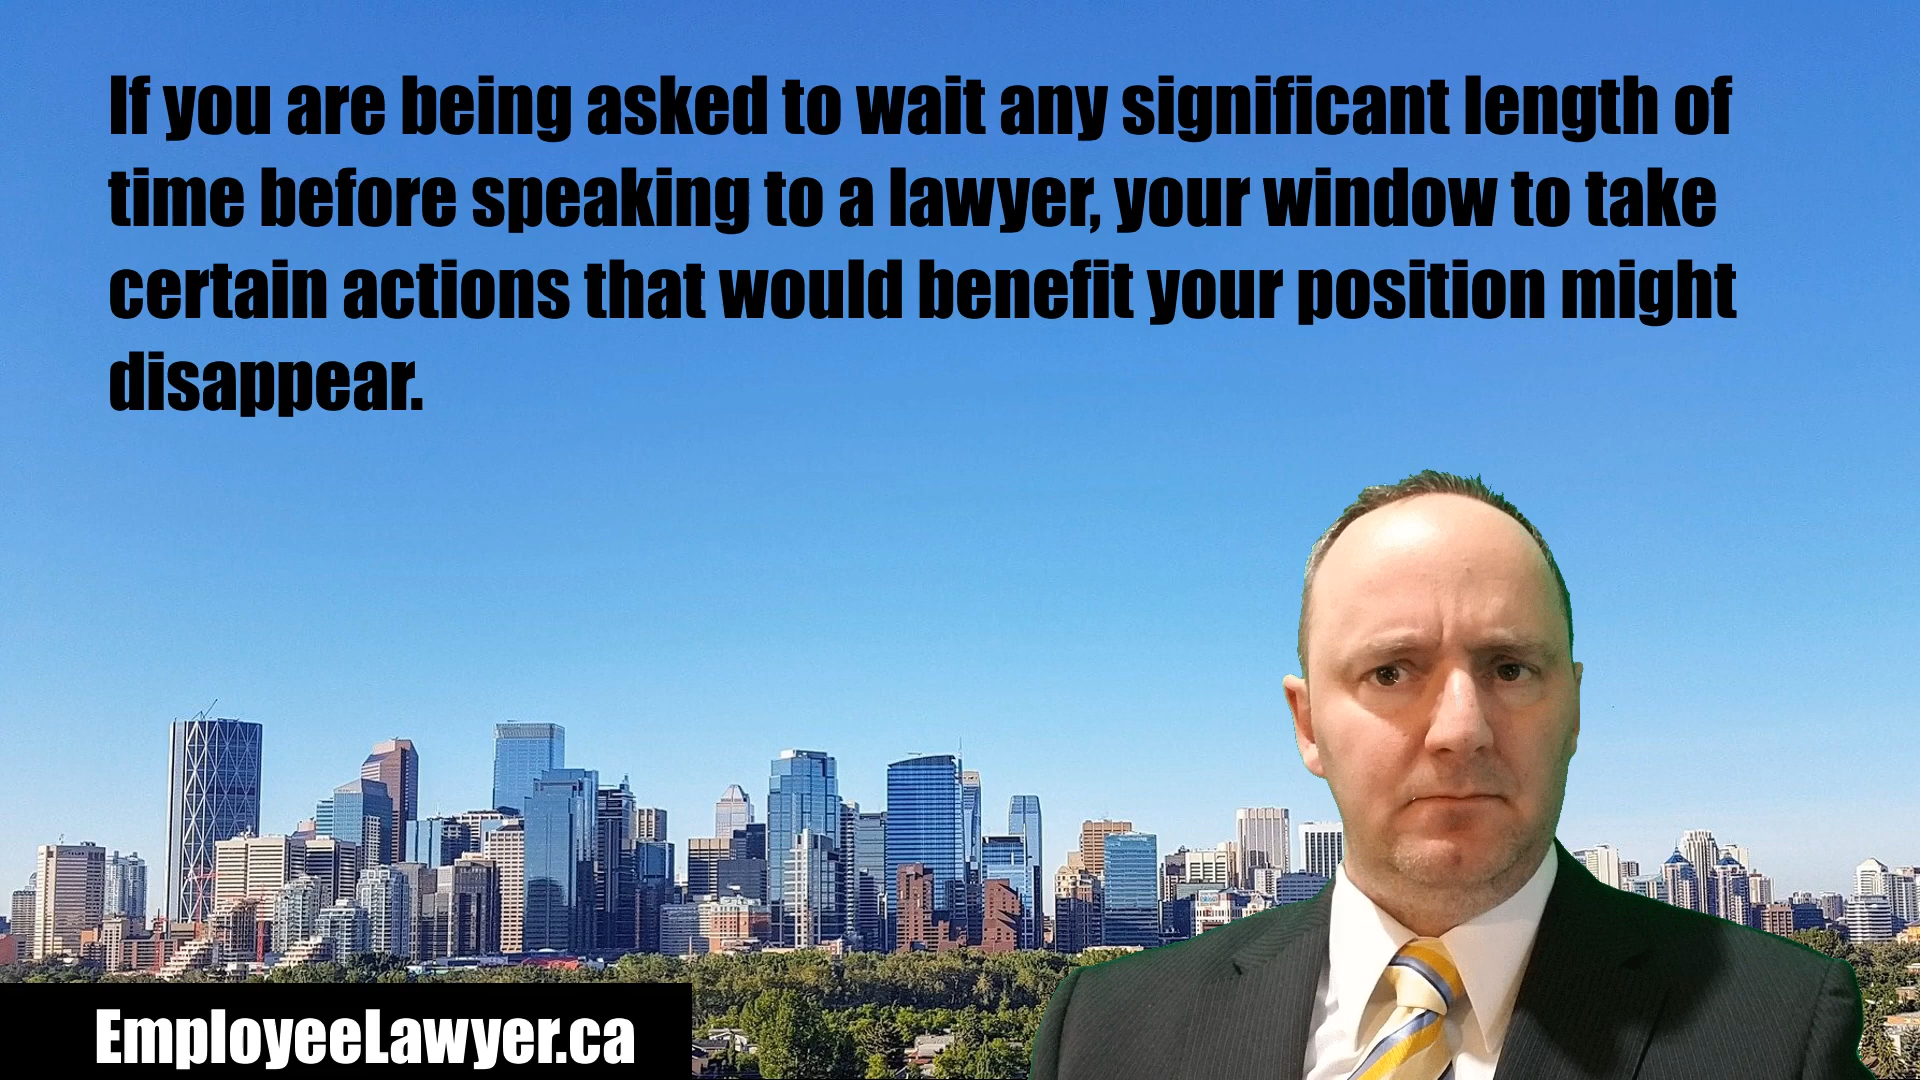 If you are being asked to wait any significant length of
time before speaking to a lawyer, your window to take
certain actions that would benefit your position might
disappear.
EmployeeLawyer.ca